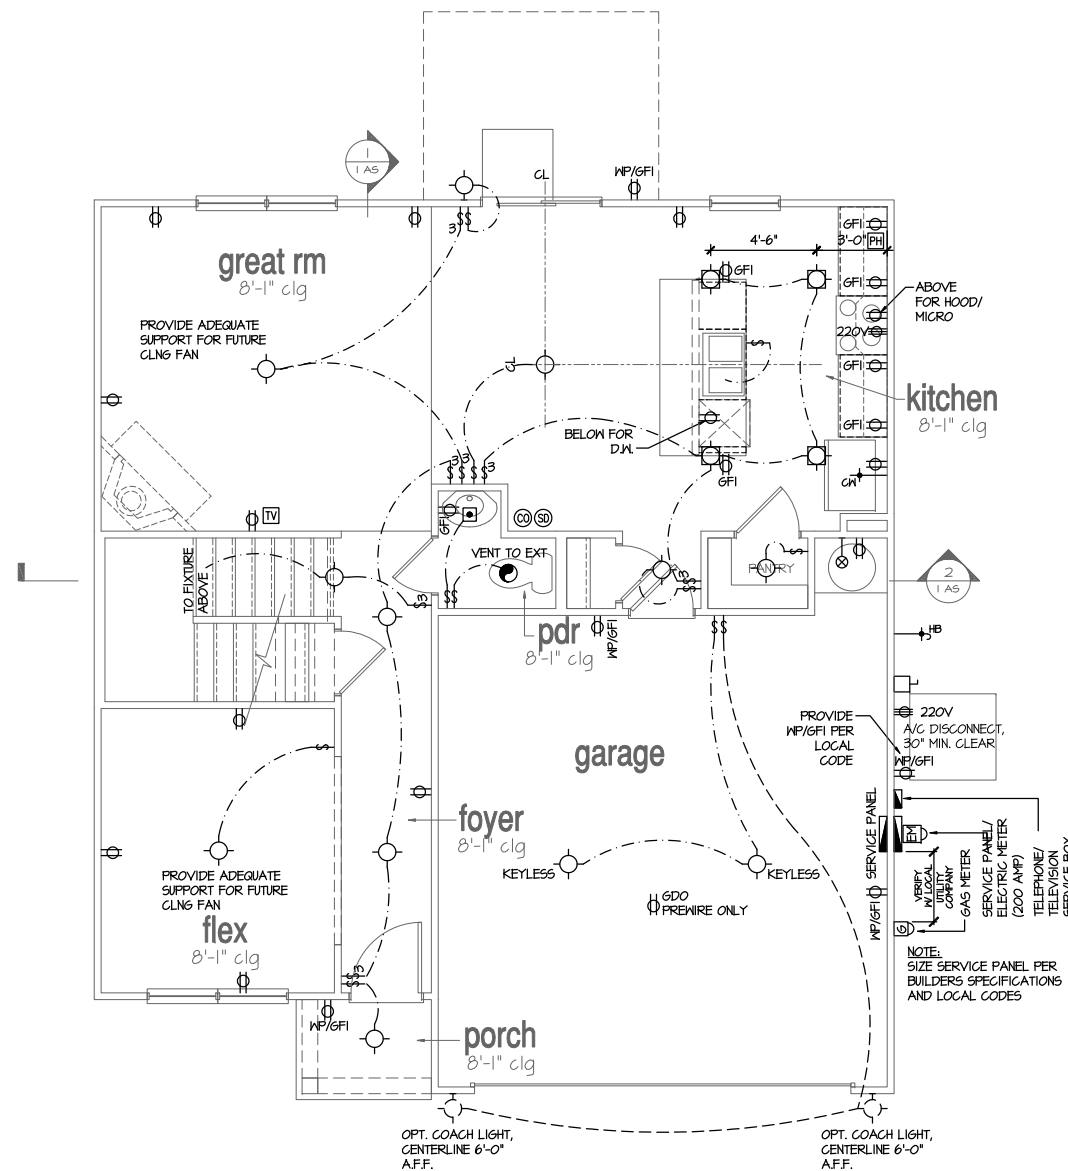 1
1 AS
CL
WP/GFI
3
great rm
8'-1" clg
4'-6"
3'-0"
PH
GFI
GFI
GFI
PROVIDE ADEQUATE
SUPPORT FOR FUTURE
CLNG FAN
ABOVE
FOR HOOD/
MICRO
220V
CL
S
GFI
kitchen
8'-1" clg
BELOW FOR
D.W.
GFI
3
3
3
GFI
CW
TV
GFI
CO
SD
VENT TO EXT
TO FIXTURE
ABOVE
PANTRY
S
3
3
2
1 AS
pdr
8'-1" clg
WP/GFI
HB
L
220V
A/C DISCONNECT,
30" MIN. CLEAR
PROVIDE
WP/GFI PER
LOCAL
CODE
WP/GFI
garage
S
foyer
8'-1" clg
SERVICE PANEL
EM
KEYLESS
KEYLESS
GDO
PREWIRE ONLY
PROVIDE ADEQUATE
SUPPORT FOR FUTURE
CLNG FAN
flex
8'-1" clg
WP/GFI
VERIFY
W/ LOCAL
UTILITY
COMPANY
GAS METER
SERVICE PANEL/
ELECTRIC METER
(200 AMP)
TELEPHONE/
TELEVISION
SERVICE BOX
G
NOTE:
SIZE SERVICE PANEL PER
BUILDERS SPECIFICATIONS
AND LOCAL CODES
3
WP/GFI
porch
8'-1" clg
OPT. COACH LIGHT,
CENTERLINE 6'-0"
A.F.F.
OPT. COACH LIGHT,
CENTERLINE 6'-0"
A.F.F.